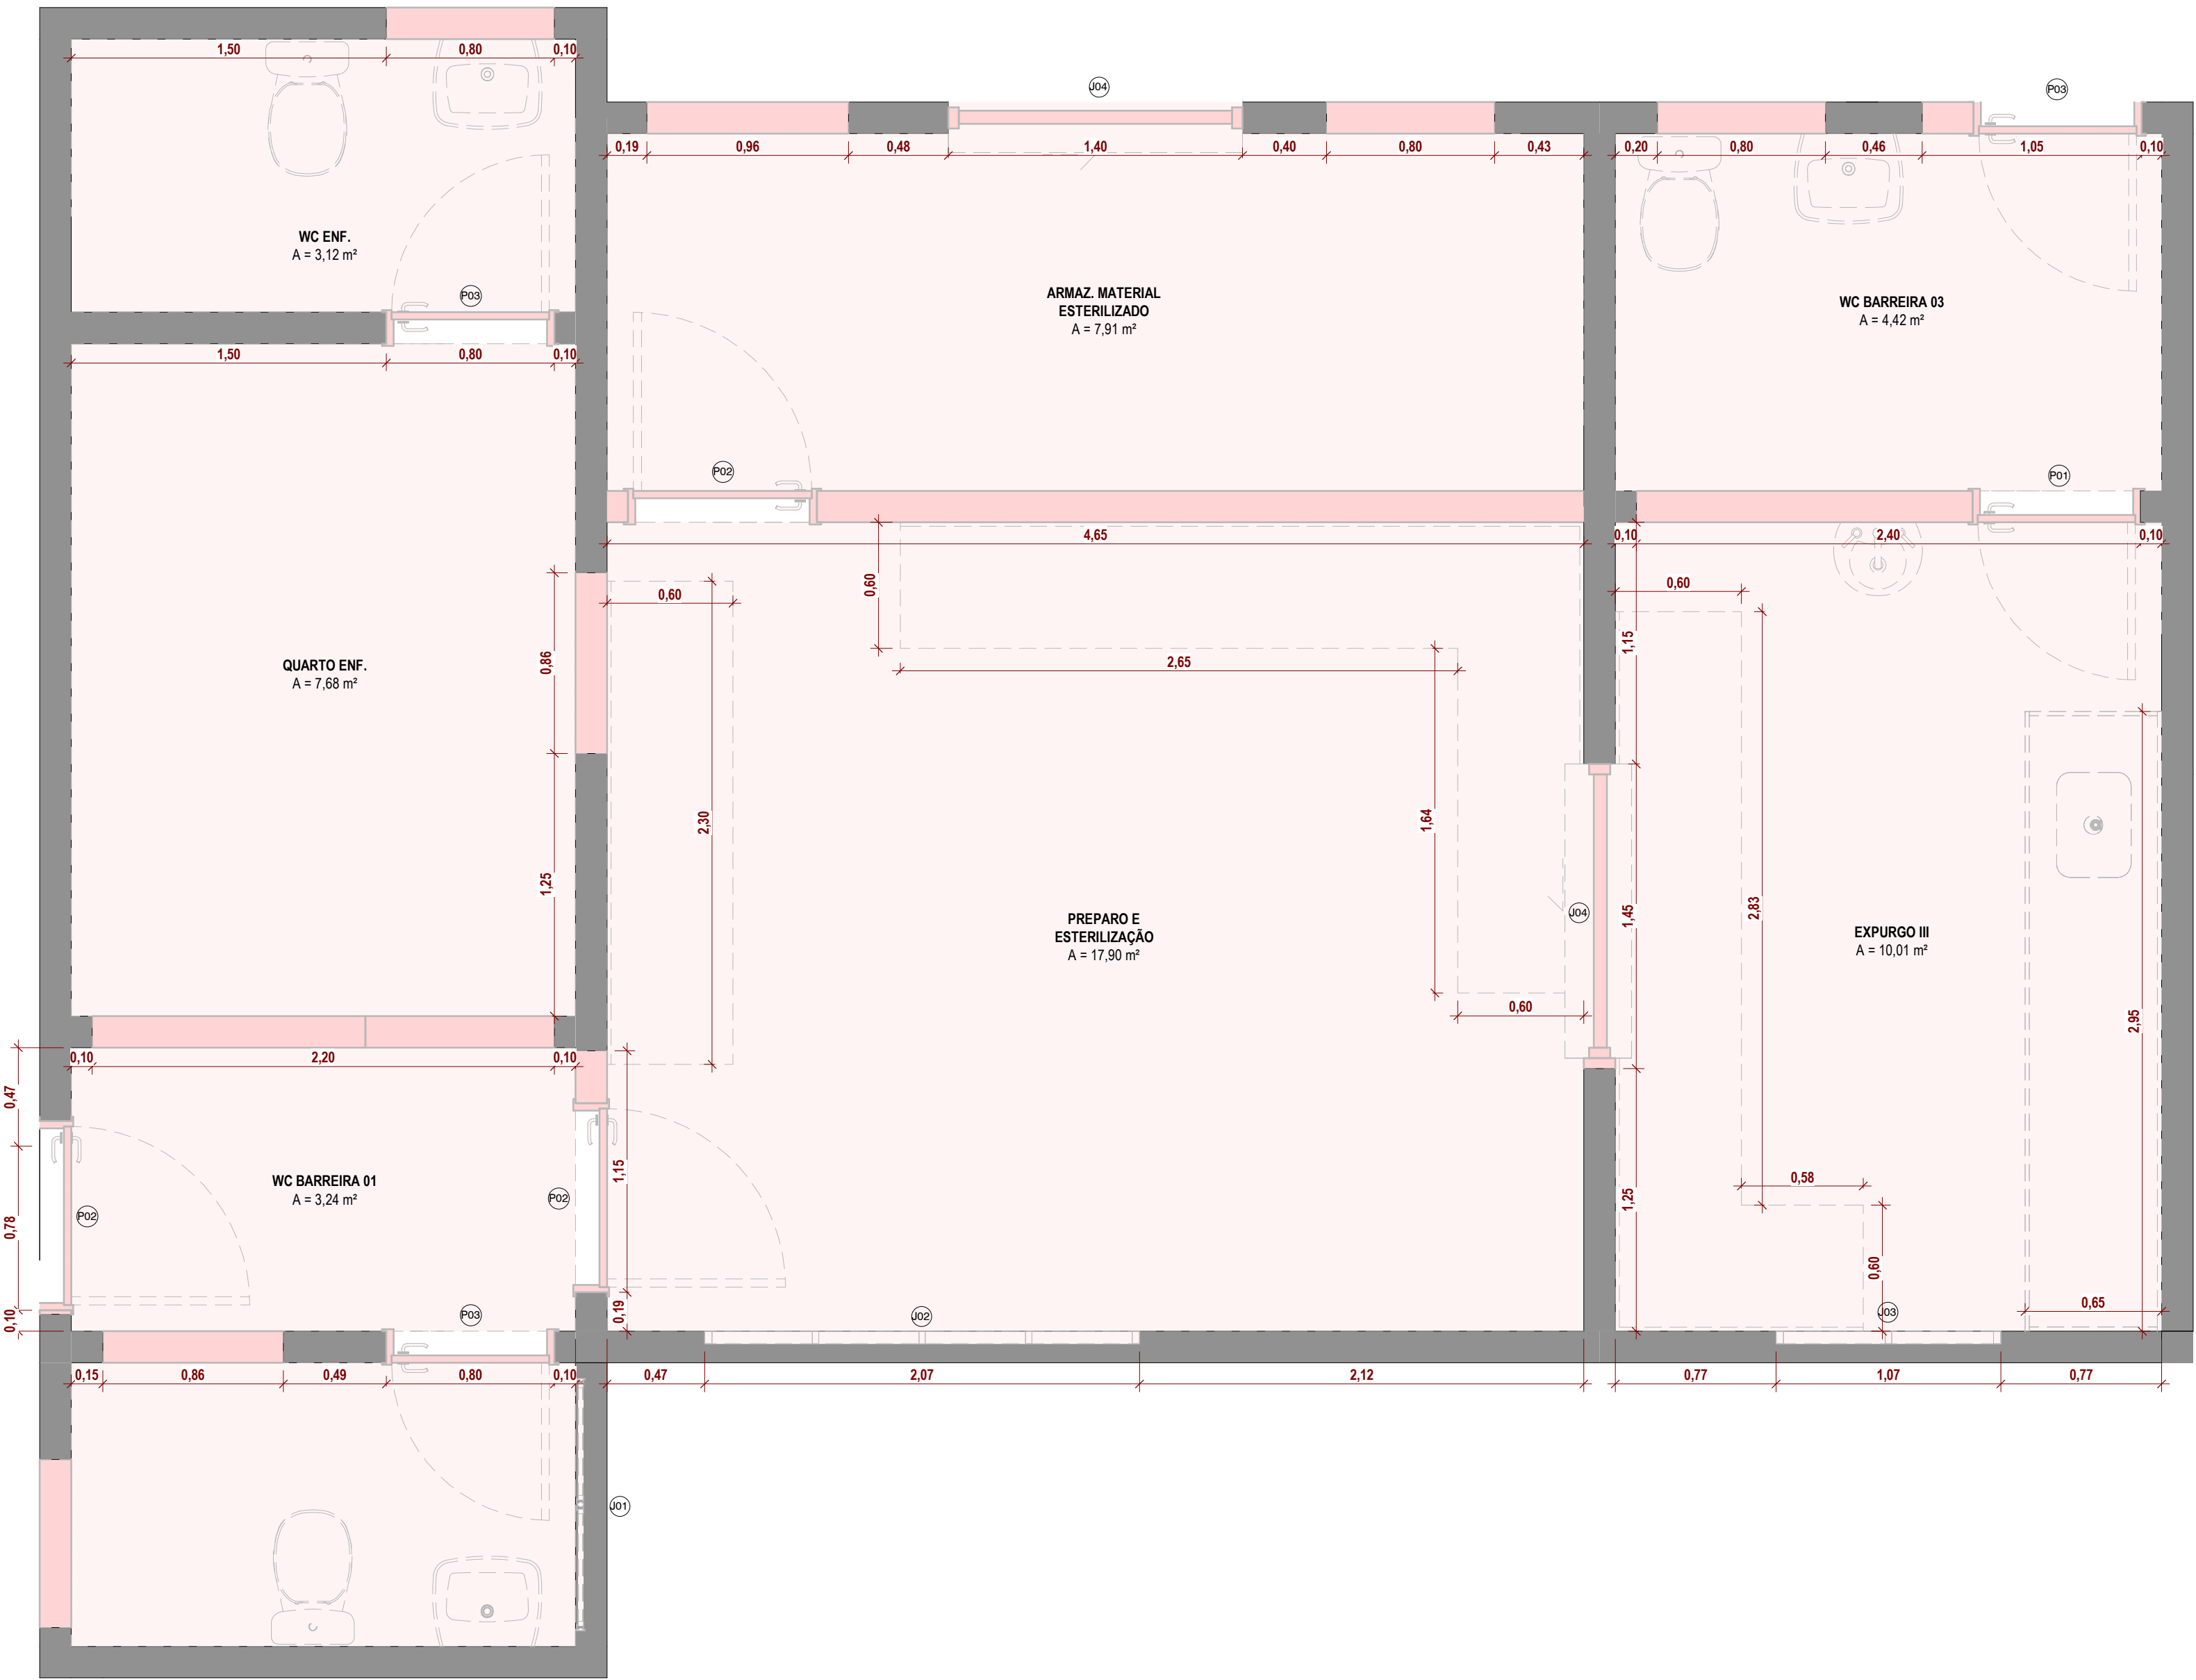 1,50
0,80
0,10
WC ENF.
A = 3,12 m²
P03
J04
P03
0,19
0,96
0,48
1,40
0,40
0,80
0,43
0,20
0,80
0,46
1,05
0,10
ARMAZ. MATERIAL
ESTERILIZADO
A = 7,91 m²
WC BARREIRA 03
A = 4,42 m²
1,50
0,80
0,10
P02
P01
4,65
0,10
2,40
0,10
0,60
0,60
0,60
1,15
2,65
0,86
QUARTO ENF.
A = 7,68 m²
2,30
1,64
1,25
PREPARO E
ESTERILIZAÇÃO
A = 17,90 m²
J04
1,45
2,83
EXPURGO III
A = 10,01 m²
0,60
2,95
0,10
2,20
0,10
0,47
0,78
0,10
WC BARREIRA 01
A = 3,24 m²
P02
P02
1,15
0,19
1,25
0,58
0,60
0,65
P03
J02
J03
0,15
0,86
0,49
0,80
0,10
0,47
2,07
2,12
0,77
1,07
0,77
J01